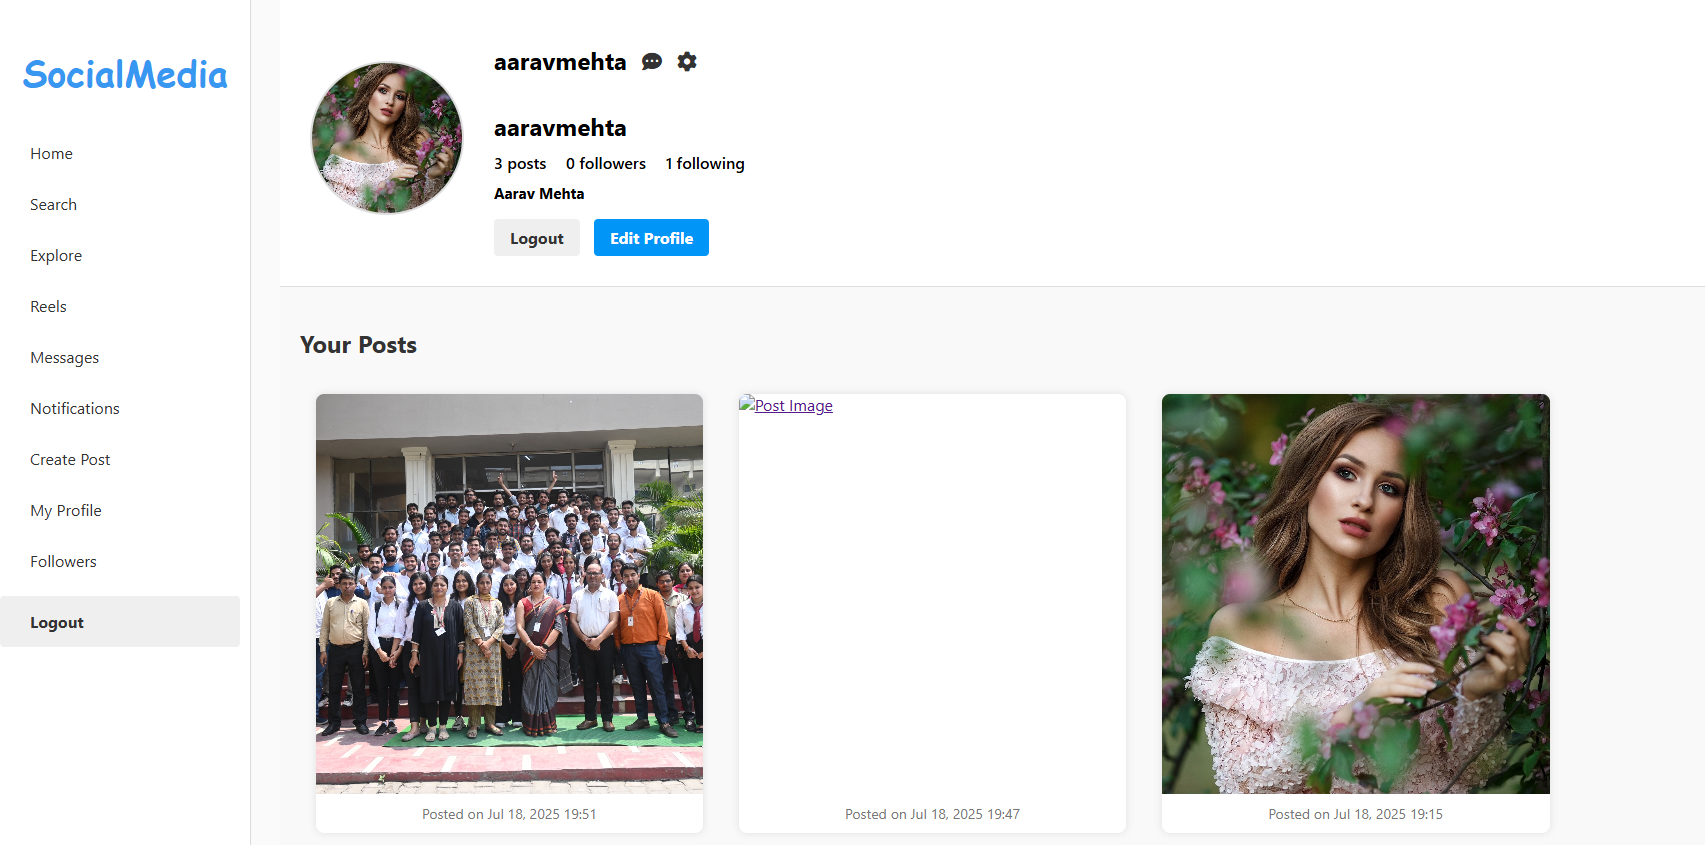 SocialMedia
Home
Search
Explore
Reels
Messages
Notifications
Create Post
My Profile
Followers
Logout
aaravmehta
aaravmehta
3 posts 0 followers 1 following
Aarav Mehta
Logout Edit Profile
Your Posts
Post Image
Posted on Jul 18, 2025 19:51
Posted on Jul 18, 2025 19:47
Posted on Jul 18, 2025 19:15